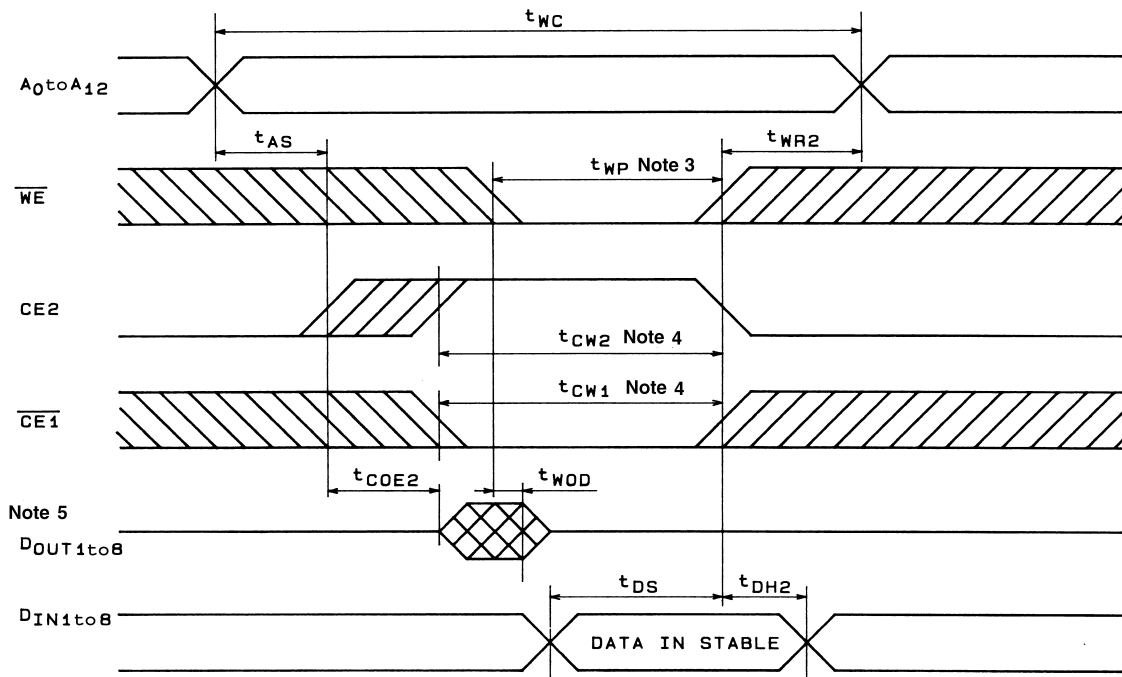 tWC
A0toA12
tAS
tWR2
tWP Note 3
WE
CE2
tCW2 Note 4
tCW1 Note 4
CE1
tCOE2
tWOD
Note 5
DOUT1to8
tDS
tDH2
DIN1to8
DATA IN STABLE